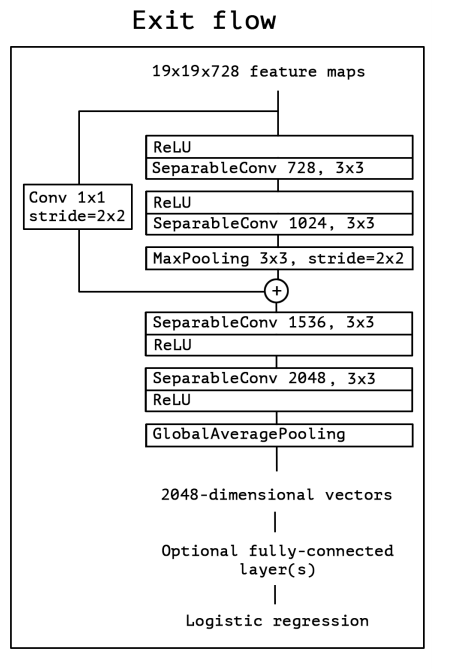 Exit flow
19x19x728 feature maps
ReLU
SeparableConv 728, 3x3
Conv 1x1
stride=2x2
ReLU
SeparableConv 1024, 3x3
MaxPooling 3x3, stride=2x2
+
SeparableConv 1536, 3x3
ReLU
SeparableConv 2048, 3x3
ReLU
GlobalAveragePooling
2048-dimensional vectors
Optional fully-connected
layer(s)
Logistic regression